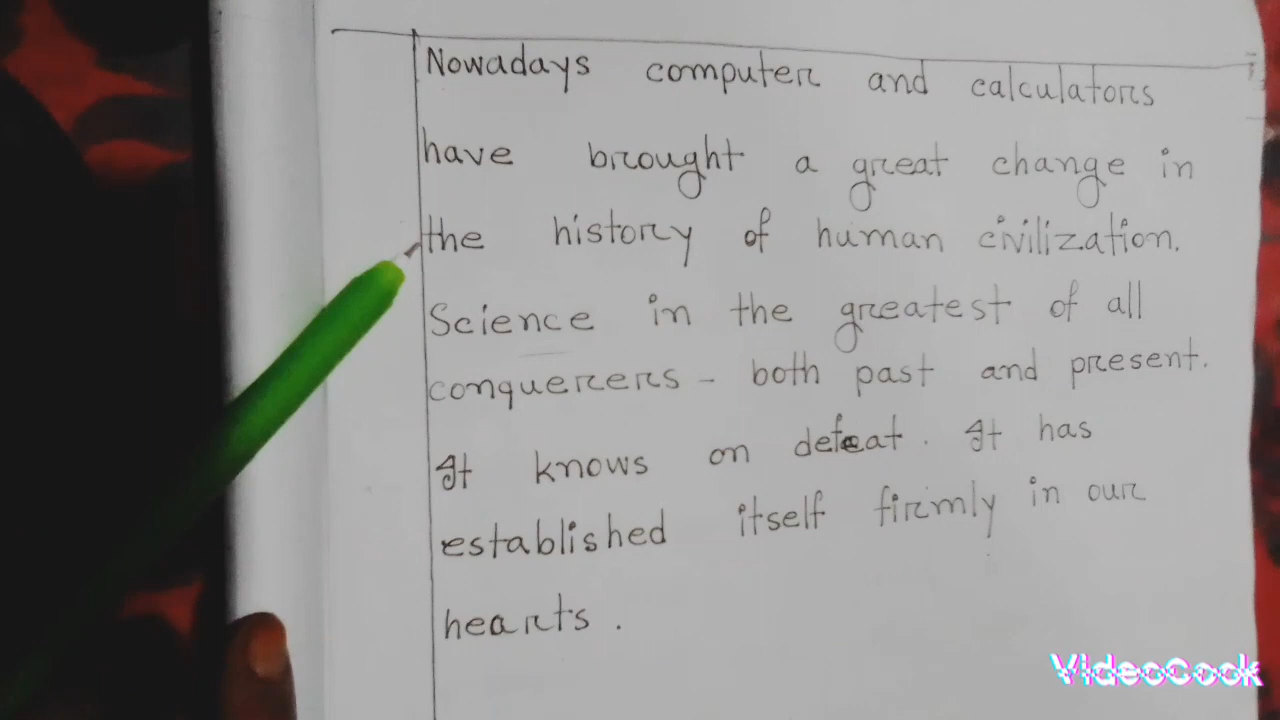 Nowadays computer and calculators
have brought a great change in
the history of human civilization.
Science in the greatest of all
conquerers - both past and present.
It knows on defeat. It has
established itself firmly in our
hearts.
VideoCook